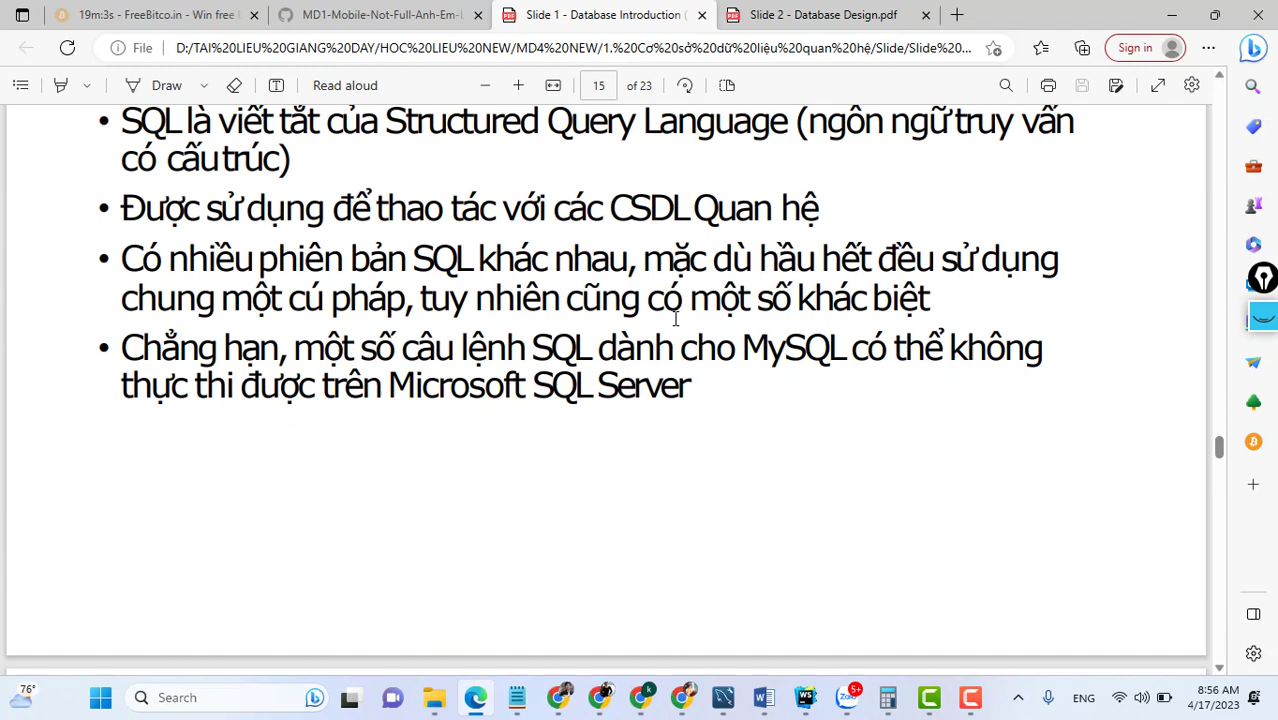 19m:3s - FreeBitco.in - Win free
MD1-Mobile-Not-Full-Anh-Em-
Slide 1 - Database Introduction (
Slide 2 - Database Design.pdf
File
D:/TAI%20LIEU%20GIANG%20DAY/HOC%20LIEU%20NEW/MD4%20NEW/1.%20Cơ%20sở%20dữ%20liệu%20quan%20hệ/Slide/Slide%20...
Sign in
Draw
Read aloud
15 of 23
• SQL là viết tắt của Structured Query Language (ngôn ngữ truy vấn
có cấu trúc)
• Được sử dụng để thao tác với các CSDL Quan hệ
• Có nhiều phiên bản SQL khác nhau, mặc dù hầu hết đều sử dụng
chung một cú pháp, tuy nhiên cũng có một số khác biệt
• Chẳng hạn, một số câu lệnh SQL dành cho MySQL có thể không
thực thi được trên Microsoft SQL Server
76°
Search
k
W
WS
Zalo
5+
ENG
8:56 AM
4/17/2023